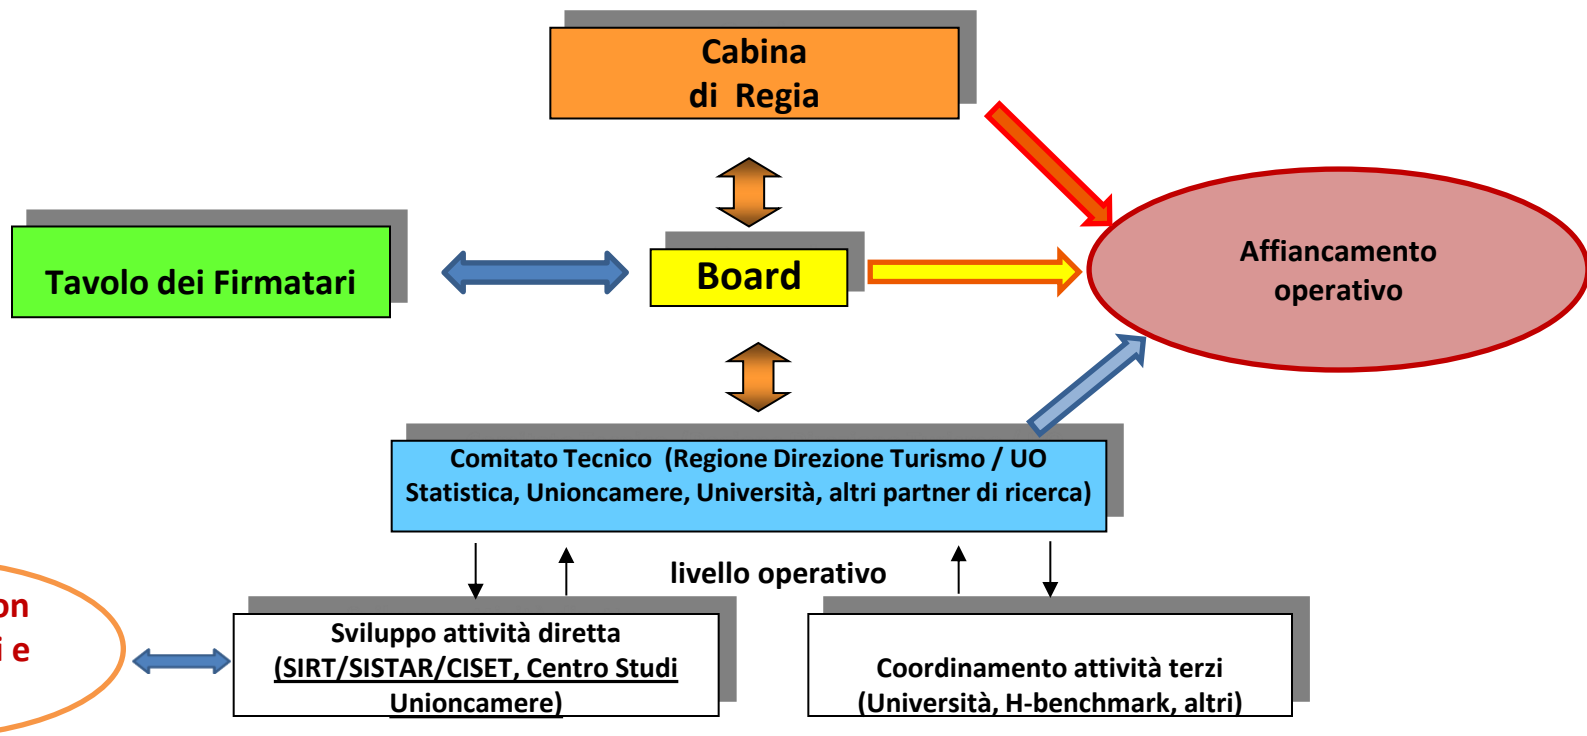 Cabina
di Regia
Tavolo dei Firmatari
Board
Affiancamento
operativo
Comitato Tecnico (Regione Direzione Turismo / UO
Statistica, Unioncamere, Università, altri partner di ricerca)
livello operativo
on
i e
Sviluppo attività diretta
(SIRT/SISTAR/CISET, Centro Studi
Unioncamere)
Coordinamento attività terzi
(Università, H-benchmark, altri)